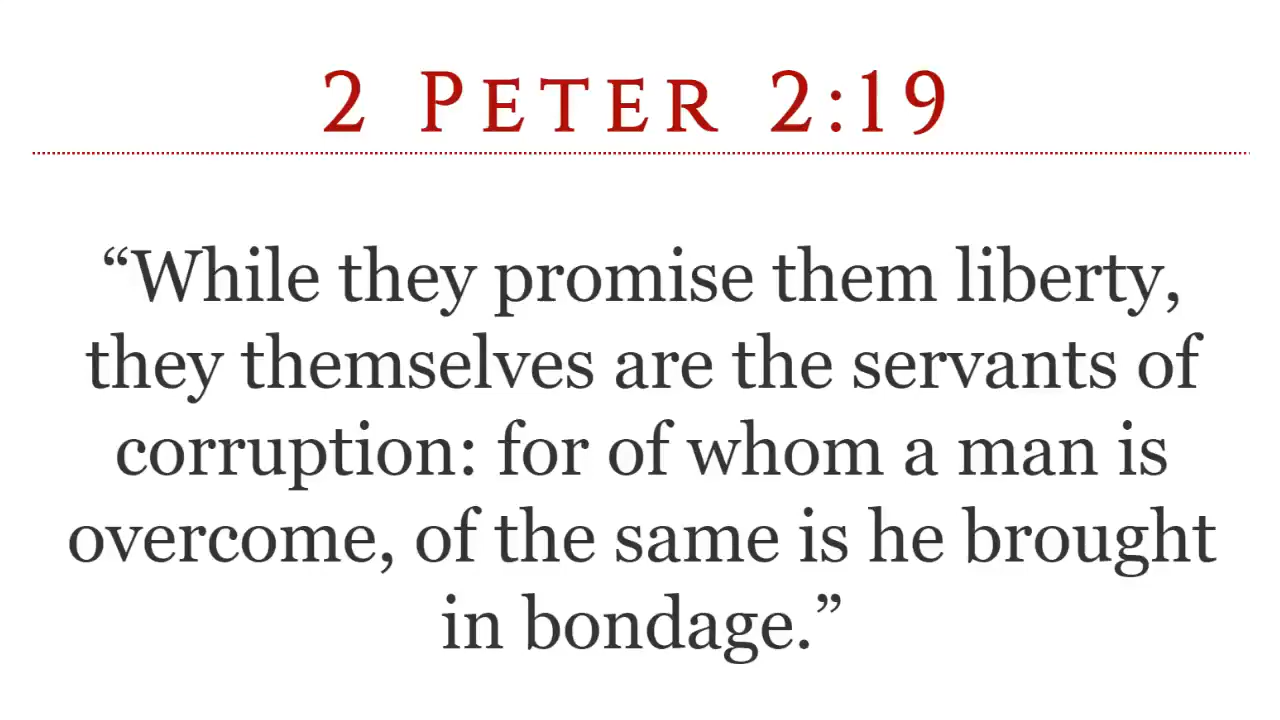 2 Peter 2:19
“While they promise them liberty,
they themselves are the servants of
corruption: for of whom a man is
overcome, of the same is he brought
in bondage.”